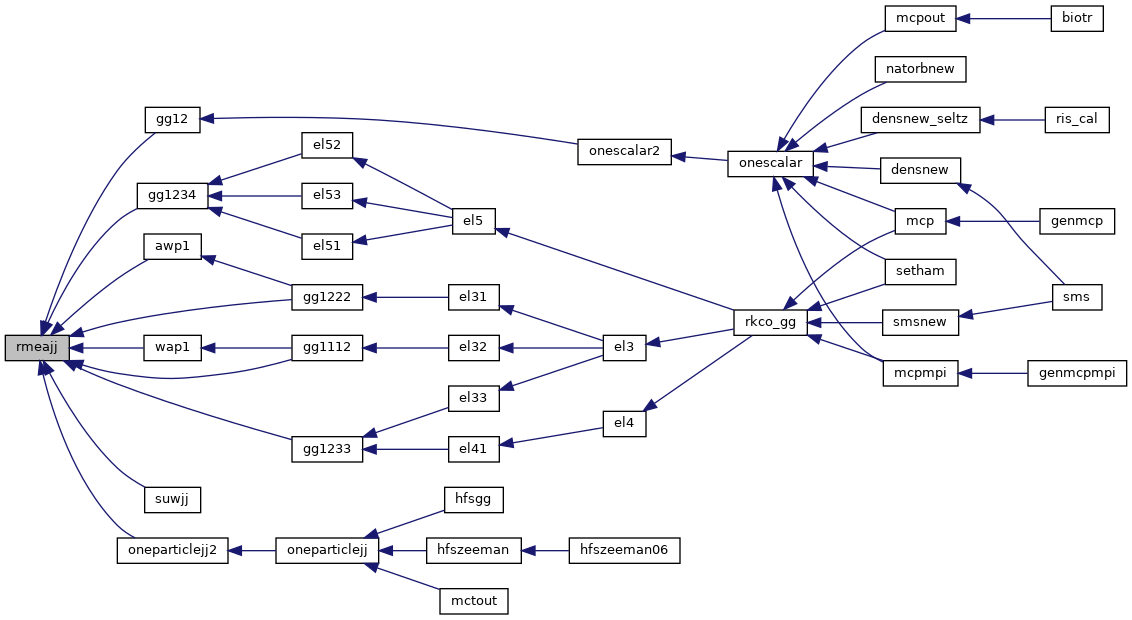 mcpout
biotr
natorbnew
gg12
densnew_seltz
ris_cal
el52
onescalar2
onescalar
densnew
gg1234
el53
el5
mcp
genmcp
awp1
el51
setham
gg1222
el31
sms
rkco_gg
smsnew
rmeajj
wap1
gg1112
el32
el3
mcpmpi
genmcpmpi
el33
el4
gg1233
el41
suwjj
hfsgg
oneparticlejj2
oneparticlejj
hfszeeman
hfszeeman06
mctout